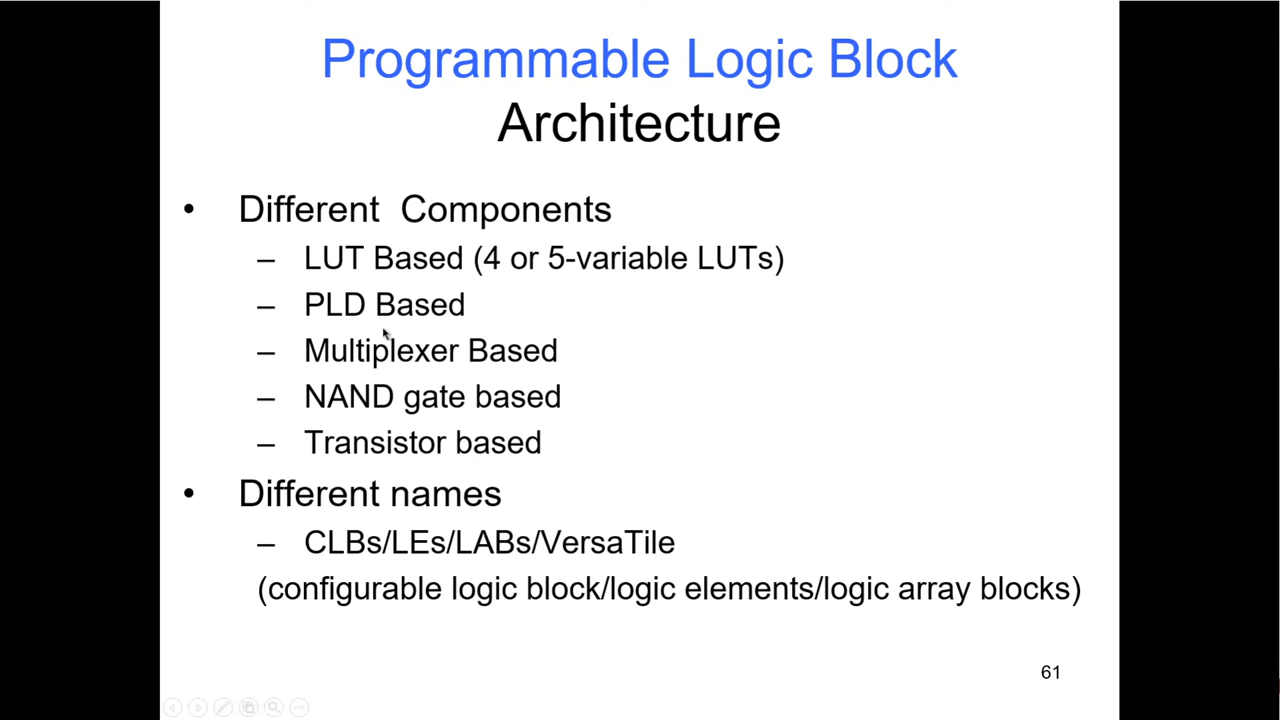 Programmable Logic Block
Architecture
• Different Components
– LUT Based (4 or 5-variable LUTs)
– PLD Based
– Multiplexer Based
– NAND gate based
– Transistor based
• Different names
– CLBs/LEs/LABs/VersaTile
(configurable logic block/logic elements/logic array blocks)
61